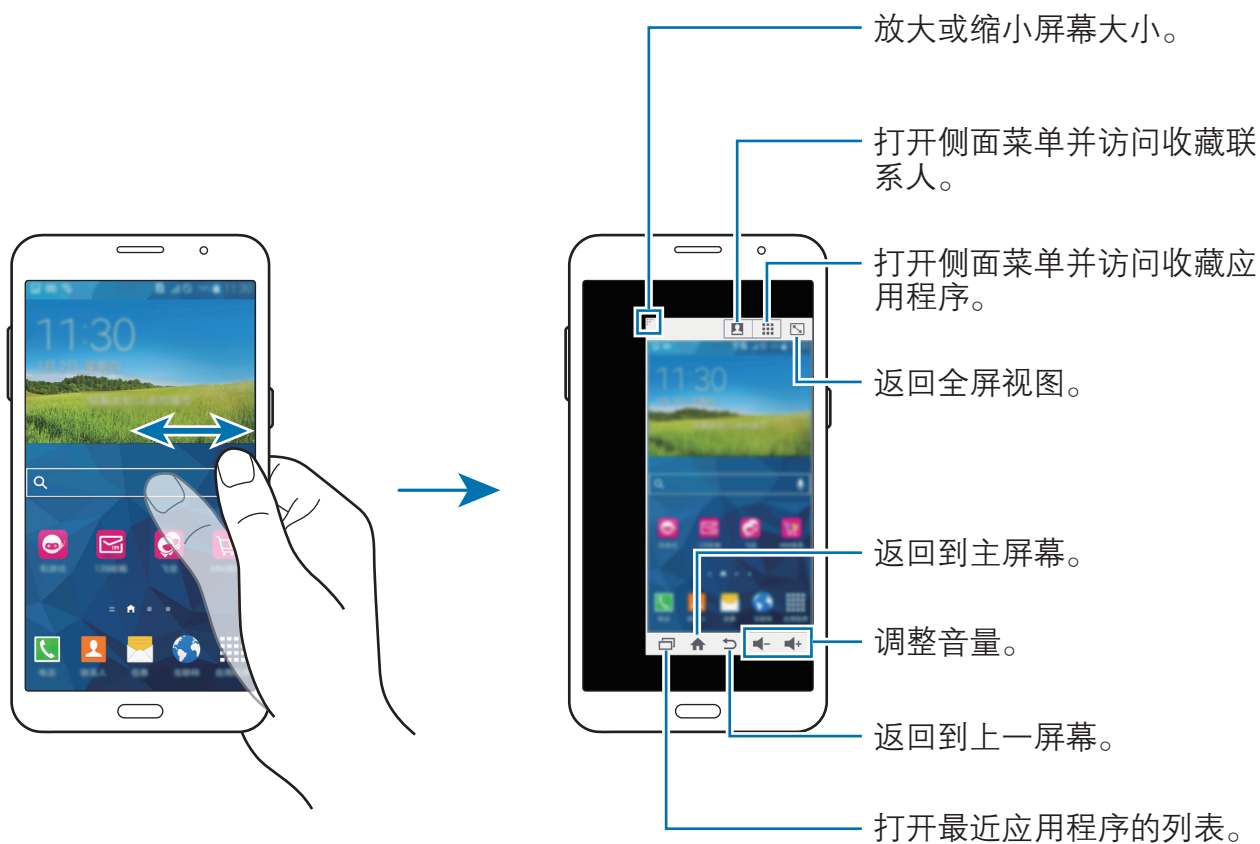 放大或缩小屏幕大小。
打开侧面菜单并访问收藏联
系人。
打开侧面菜单并访问收藏应
用程序。
返回全屏视图。
返回到主屏幕。
调整音量。
返回到上一屏幕。
打开最近应用程序的列表。
11:30
11:30